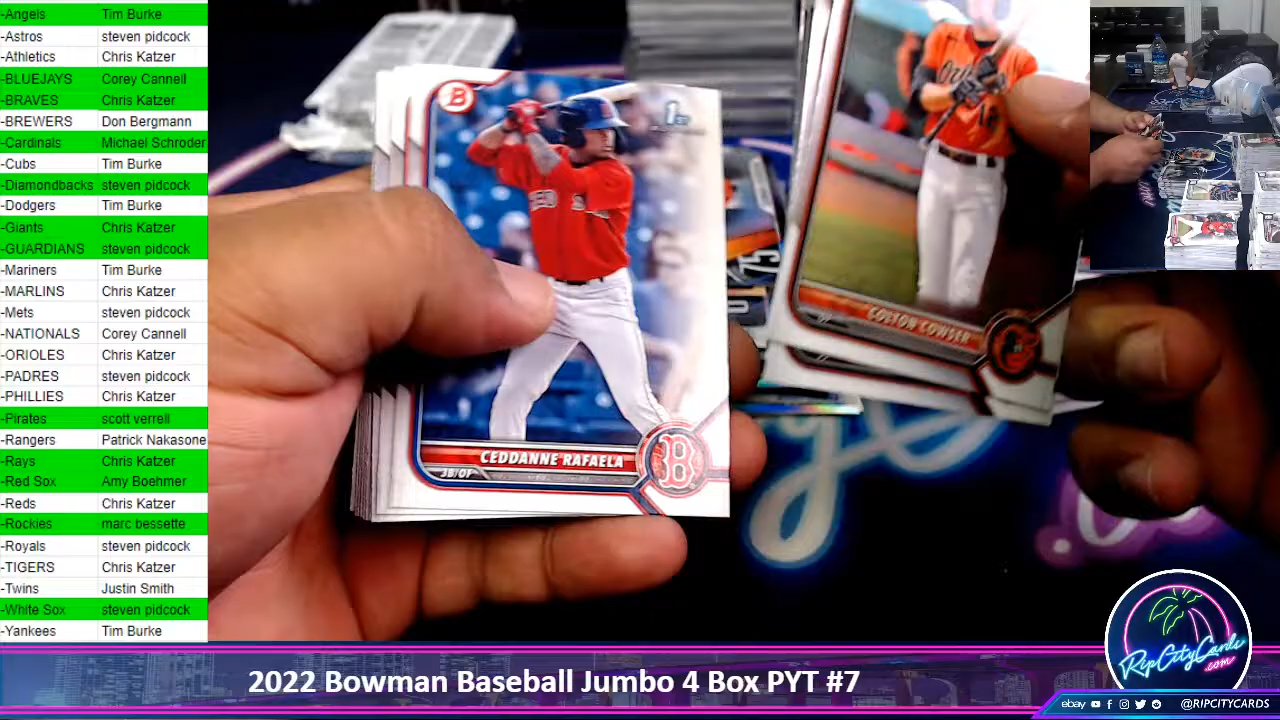 -Angels Tim Burke
-Astros steven pidcock
-Athletics Chris Katzer
-BLUEJAYS Corey Cannell
-BRAVES Chris Katzer
-BREWERS Don Bergmann
-Cardinals Michael Schroder
-Cubs Tim Burke
-Diamondbacks steven pidcock
-Dodgers Tim Burke
-Giants Chris Katzer
-GUARDIANS steven pidcock
-Mariners Tim Burke
-MARLINS Chris Katzer
-Mets steven pidcock
-NATIONALS Corey Cannell
-ORIOLES Chris Katzer
-PADRES steven pidcock
-PHILLIES Chris Katzer
-Pirates scott verrell
-Rangers Patrick Nakasone
-Rays Chris Katzer
-Red Sox Amy Boehmer
-Reds Chris Katzer
-Rockies marc bessette
-Royals steven pidcock
-TIGERS Chris Katzer
-Twins Justin Smith
-White Sox steven pidcock
-Yankees Tim Burke
B
1st
CEDDANNE RAFAELA
3B/OF
B
COLTON COWSER
RipCityCards
.com
2022 Bowman Baseball Jumbo 4 Box PYT #7
ebay @RIPCITYCARDS